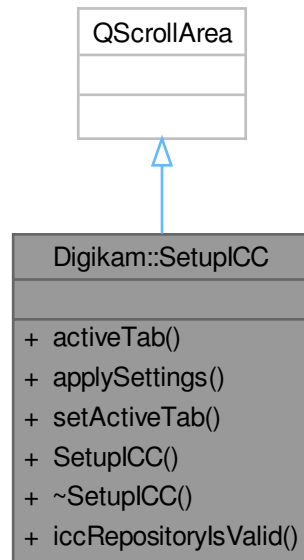 QScrollArea
Digikam::SetupICC
+ activeTab()
+ applySettings()
+ setActiveTab()
+ SetupICC()
+ ~SetupICC()
+ iccRepositoryIsValid()